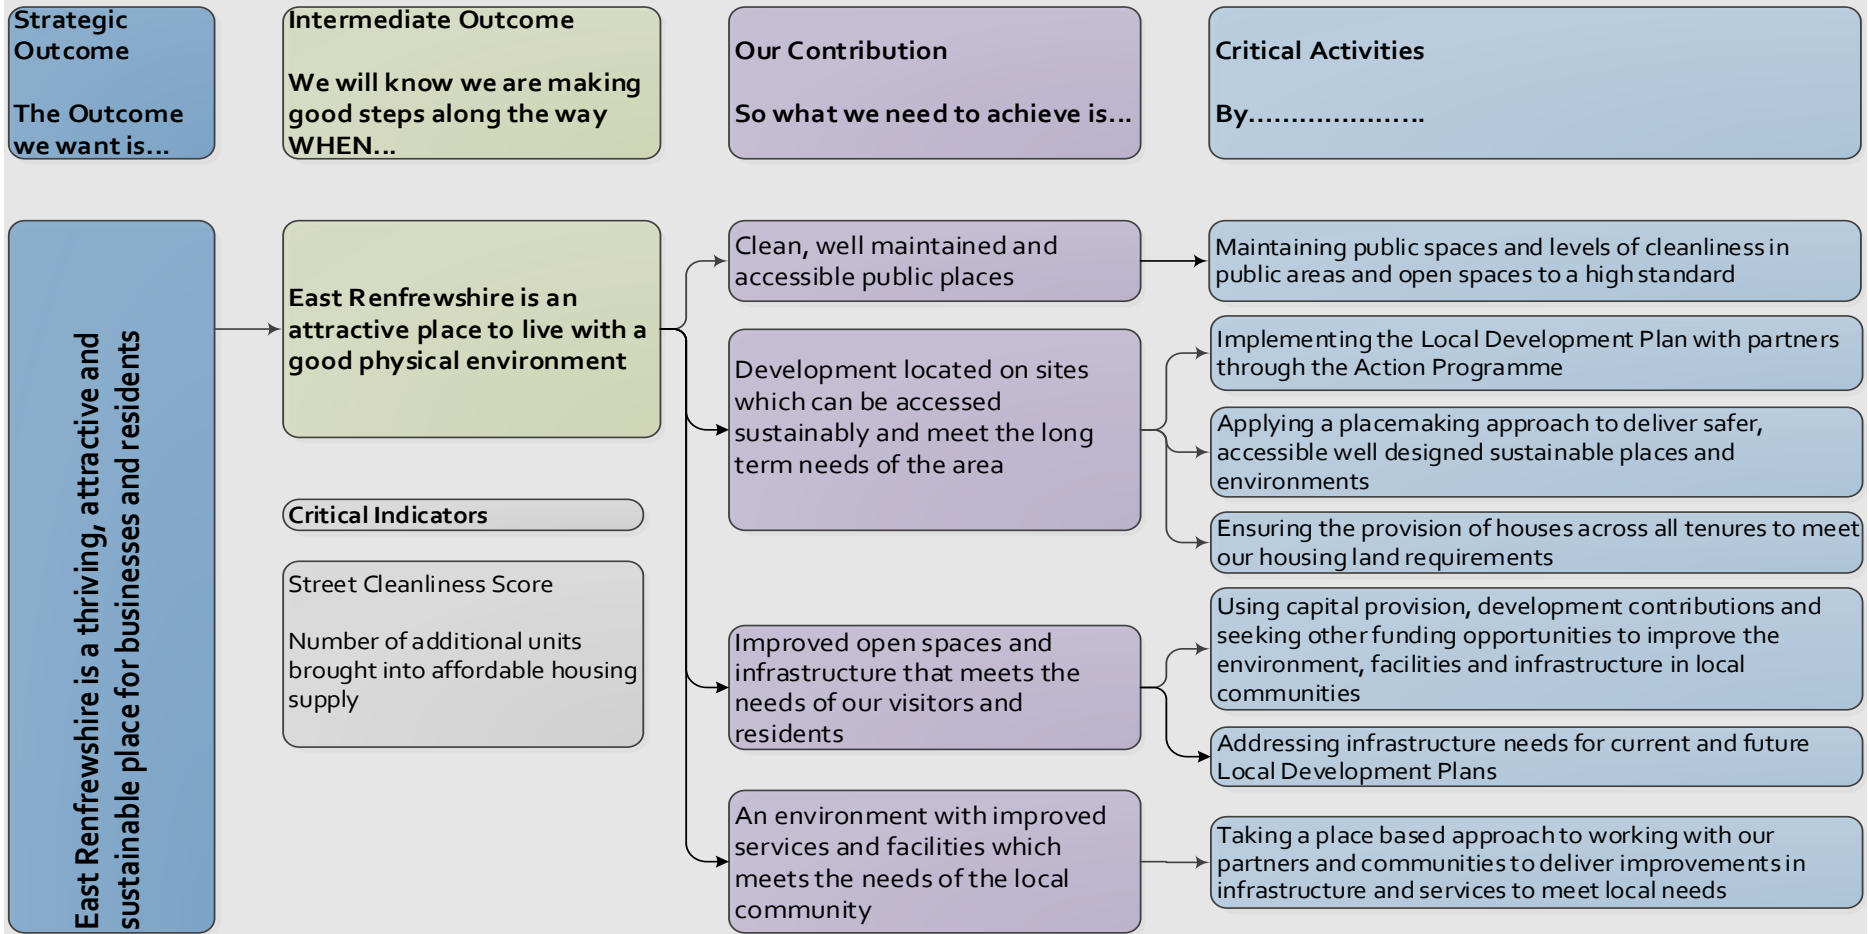 Strategic
Outcome
The Outcome
we want is...
Intermediate Outcome
We will know we are making
good steps along the way
WHEN...
Our Contribution
So what we need to achieve is...
Critical Activities
By.....................
East Renfrewshire is a thriving, attractive and
sustainable place for businesses and residents
East Renfrewshire is an
attractive place to live with a
good physical environment
Critical Indicators
Street Cleanliness Score
Number of additional units
brought into affordable housing
supply
Clean, well maintained and
accessible public places
Development located on sites
which can be accessed
sustainably and meet the long
term needs of the area
Improved open spaces and
infrastructure that meets the
needs of our visitors and
residents
An environment with improved
services and facilities which
meets the needs of the local
community
Maintaining public spaces and levels of cleanliness in
public areas and open spaces to a high standard
Implementing the Local Development Plan with partners
through the Action Programme
Applying a placemaking approach to deliver safer,
accessible well designed sustainable places and
environments
Ensuring the provision of houses across all tenures to meet
our housing land requirements
Using capital provision, development contributions and
seeking other funding opportunities to improve the
environment, facilities and infrastructure in local
communities
Addressing infrastructure needs for current and future
Local Development Plans
Taking a place based approach to working with our
partners and communities to deliver improvements in
infrastructure and services to meet local needs